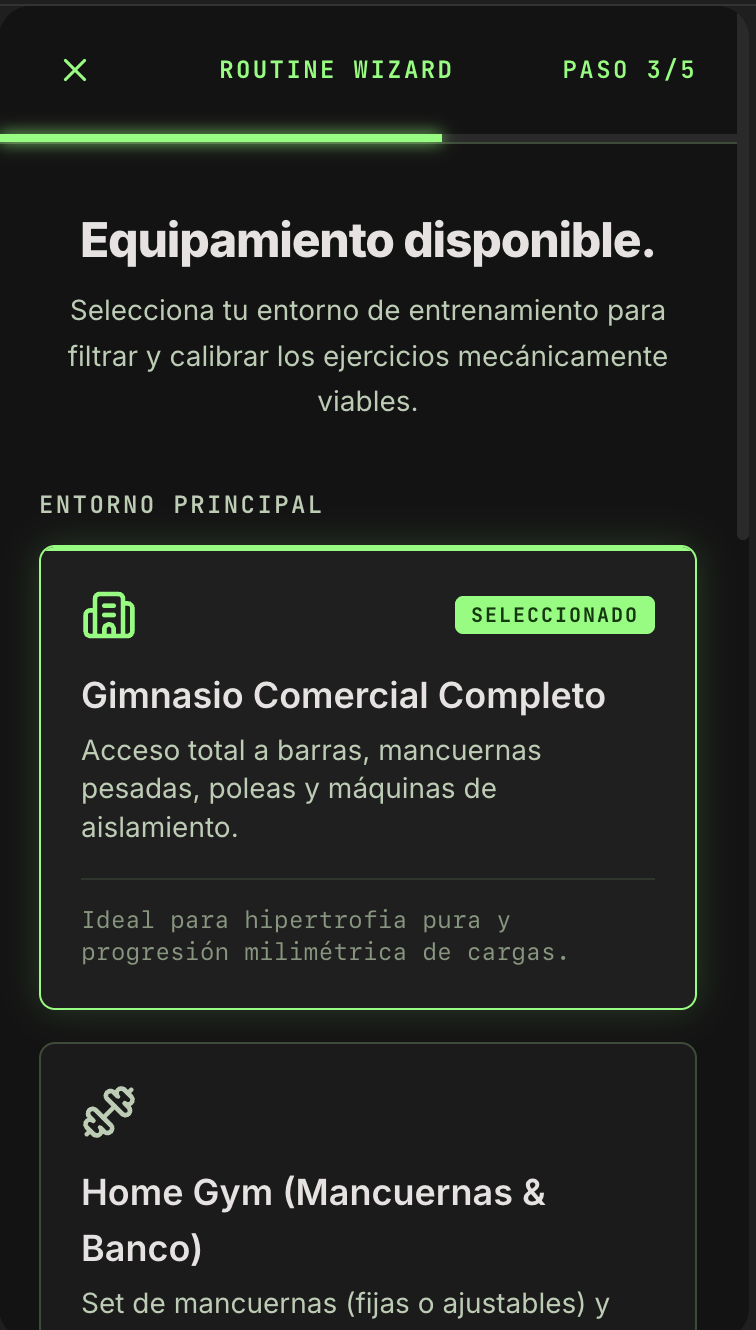 ROUTINE WIZARD
PASO 3/5
Equipamiento disponible.
Selecciona tu entorno de entrenamiento para
filtrar y calibrar los ejercicios mecánicamente
viables.
ENTORNO PRINCIPAL
SELECCIONADO
Gimnasio Comercial Completo
Acceso total a barras, mancuernas
pesadas, poleas y máquinas de
aislamiento.
Ideal para hipertrofia pura y
progresión milimétrica de cargas.
Home Gym (Mancuernas &
Banco)
Set de mancuernas (fijas o ajustables) y